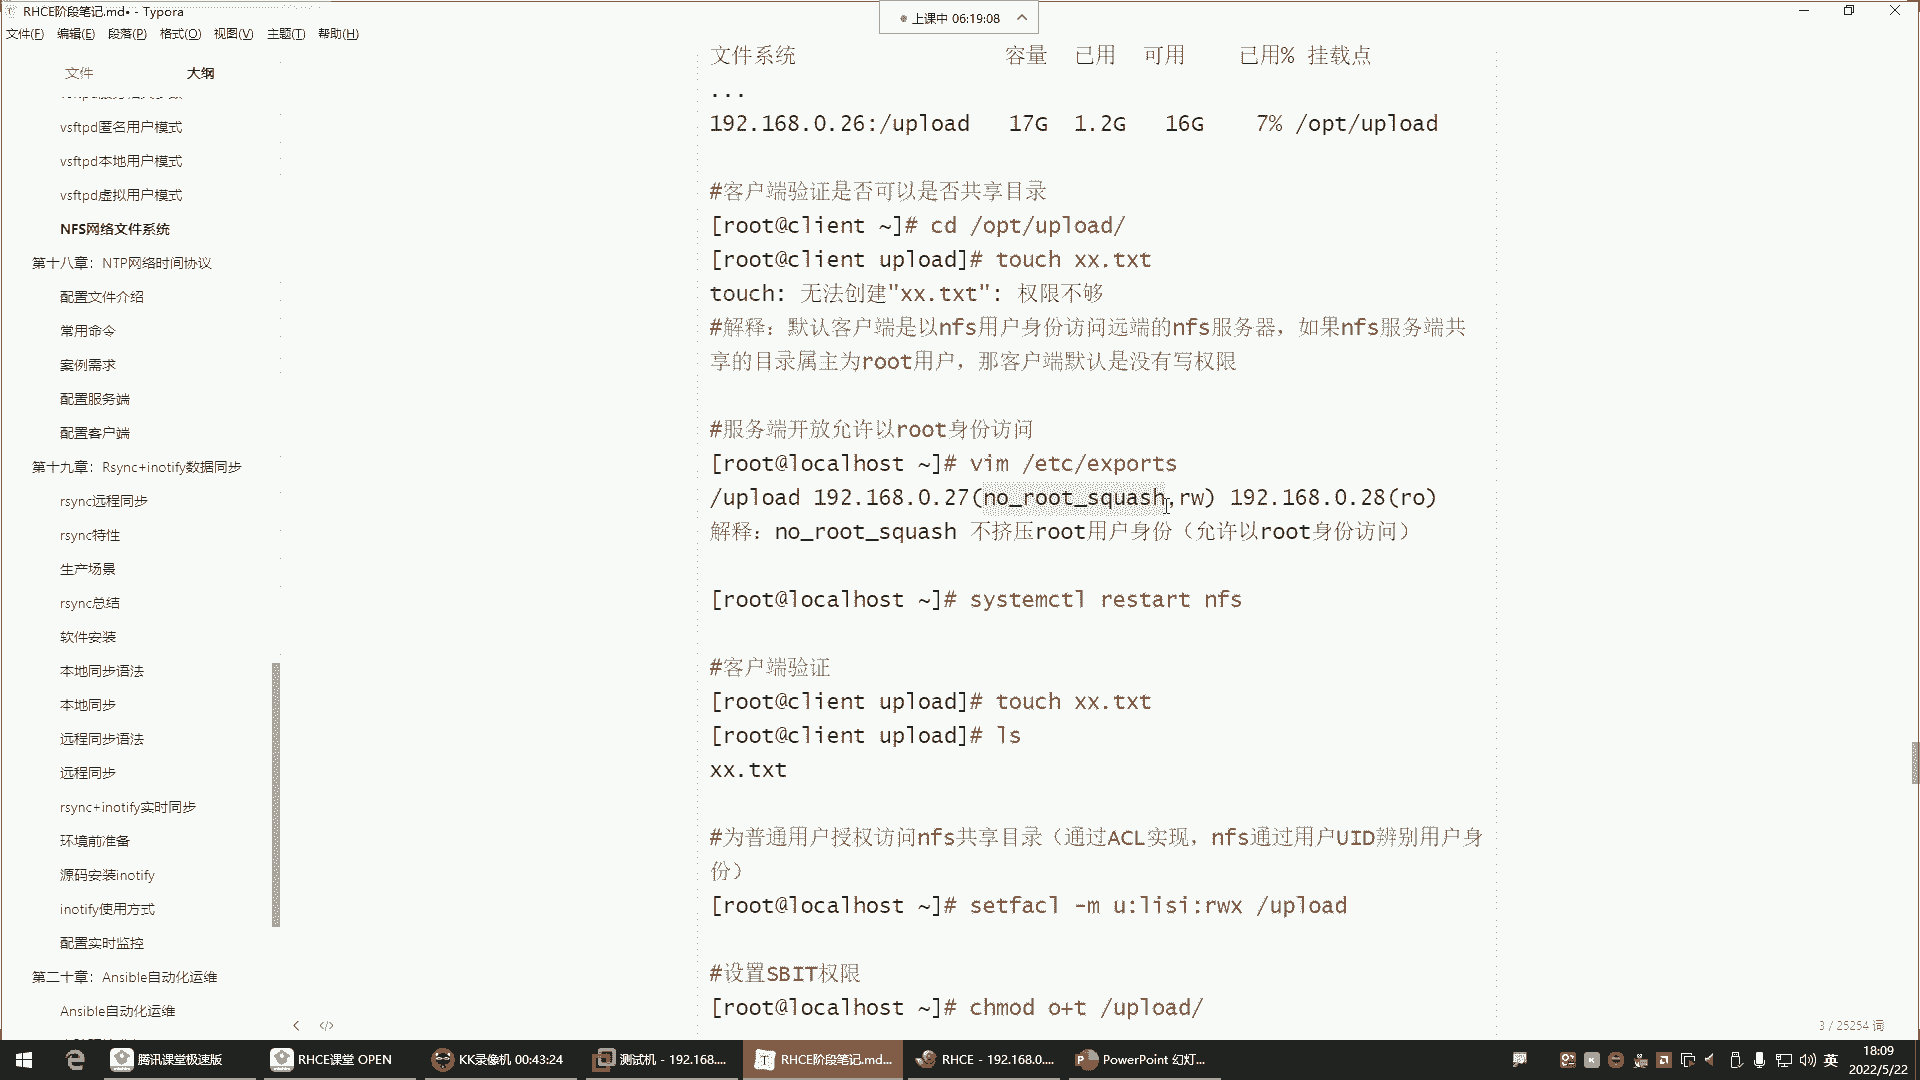 RHCE阶段笔记.md• - Typora
上课中 06:19:08
文件(F) 编辑(E) 段落(P) 格式(O) 视图(V) 主题(T) 帮助(H)
文件 大纲
vsftpd匿名用户模式
vsftpd本地用户模式
vsftpd虚拟用户模式
NFS网络文件系统
第十八章：NTP网络时间协议
配置文件介绍
常用命令
案例需求
配置服务端
配置客户端
第十九章：Rsync+inotify数据同步
rsync远程同步
rsync特性
生产场景
rsync总结
软件安装
本地同步语法
本地同步
远程同步语法
远程同步
rsync+inotify实时同步
环境前准备
源码安装inotify
inotify使用方式
配置实时监控
第二十章：Ansible自动化运维
Ansible自动化运维
文件系统 容量 已用 可用 已用% 挂载点
...
192.168.0.26:/upload 17G 1.2G 16G 7% /opt/upload
#客户端验证是否可以是否共享目录
[root@client ~]# cd /opt/upload/
[root@client upload]# touch xx.txt
touch: 无法创建"xx.txt": 权限不够
#解释：默认客户端是以nfs用户身份访问远端的nfs服务器，如果nfs服务端共
享的目录属主为root用户，那客户端默认是没有写权限
#服务端开放允许以root身份访问
[root@localhost ~]# vim /etc/exports
/upload 192.168.0.27(no_root_squash,rw) 192.168.0.28(ro)
解释：no_root_squash 不挤压root用户身份（允许以root身份访问）
[root@localhost ~]# systemctl restart nfs
#客户端验证
[root@client upload]# touch xx.txt
[root@client upload]# ls
xx.txt
#为普通用户授权访问nfs共享目录（通过ACL实现，nfs通过用户UID辨别用户身
份）
[root@localhost ~]# setfacl -m u:lisi:rwx /upload
#设置SBIT权限
[root@localhost ~]# chmod o+t /upload/
3 / 25254 词
腾讯课堂极速版
RHCE课堂 OPEN
KK录像机 00:43:24
测试机 - 192.168....
RHCE阶段笔记.md...
RHCE - 192.168.0....
PowerPoint 幻灯...
英
18:09
2022/5/22